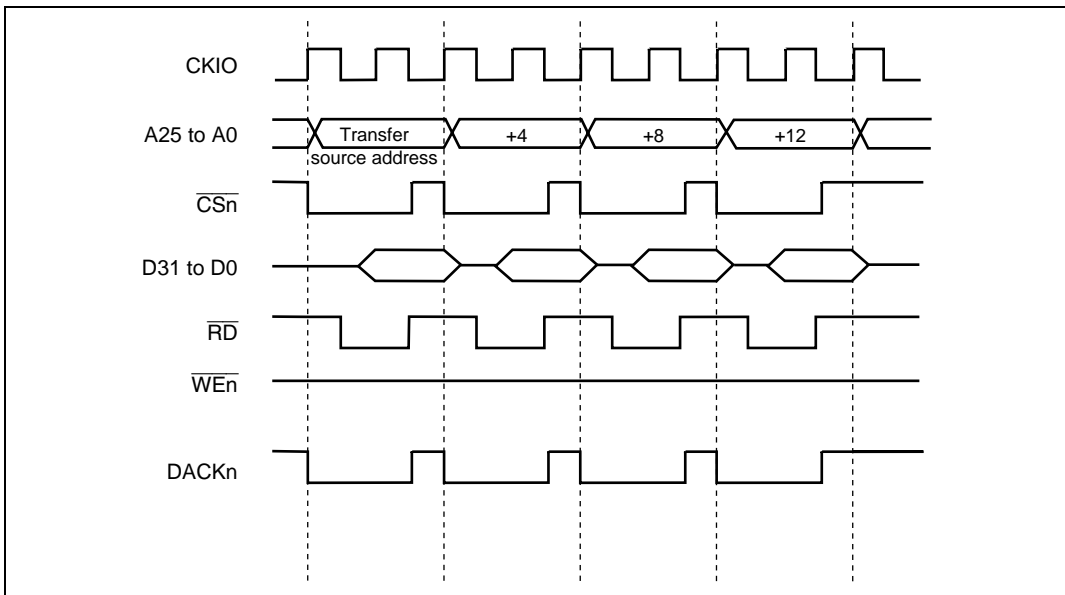 CKIO
A25 to A0
Transfer
source address
+4
+8
+12
CSn
D31 to D0
RD
WEn
DACKn